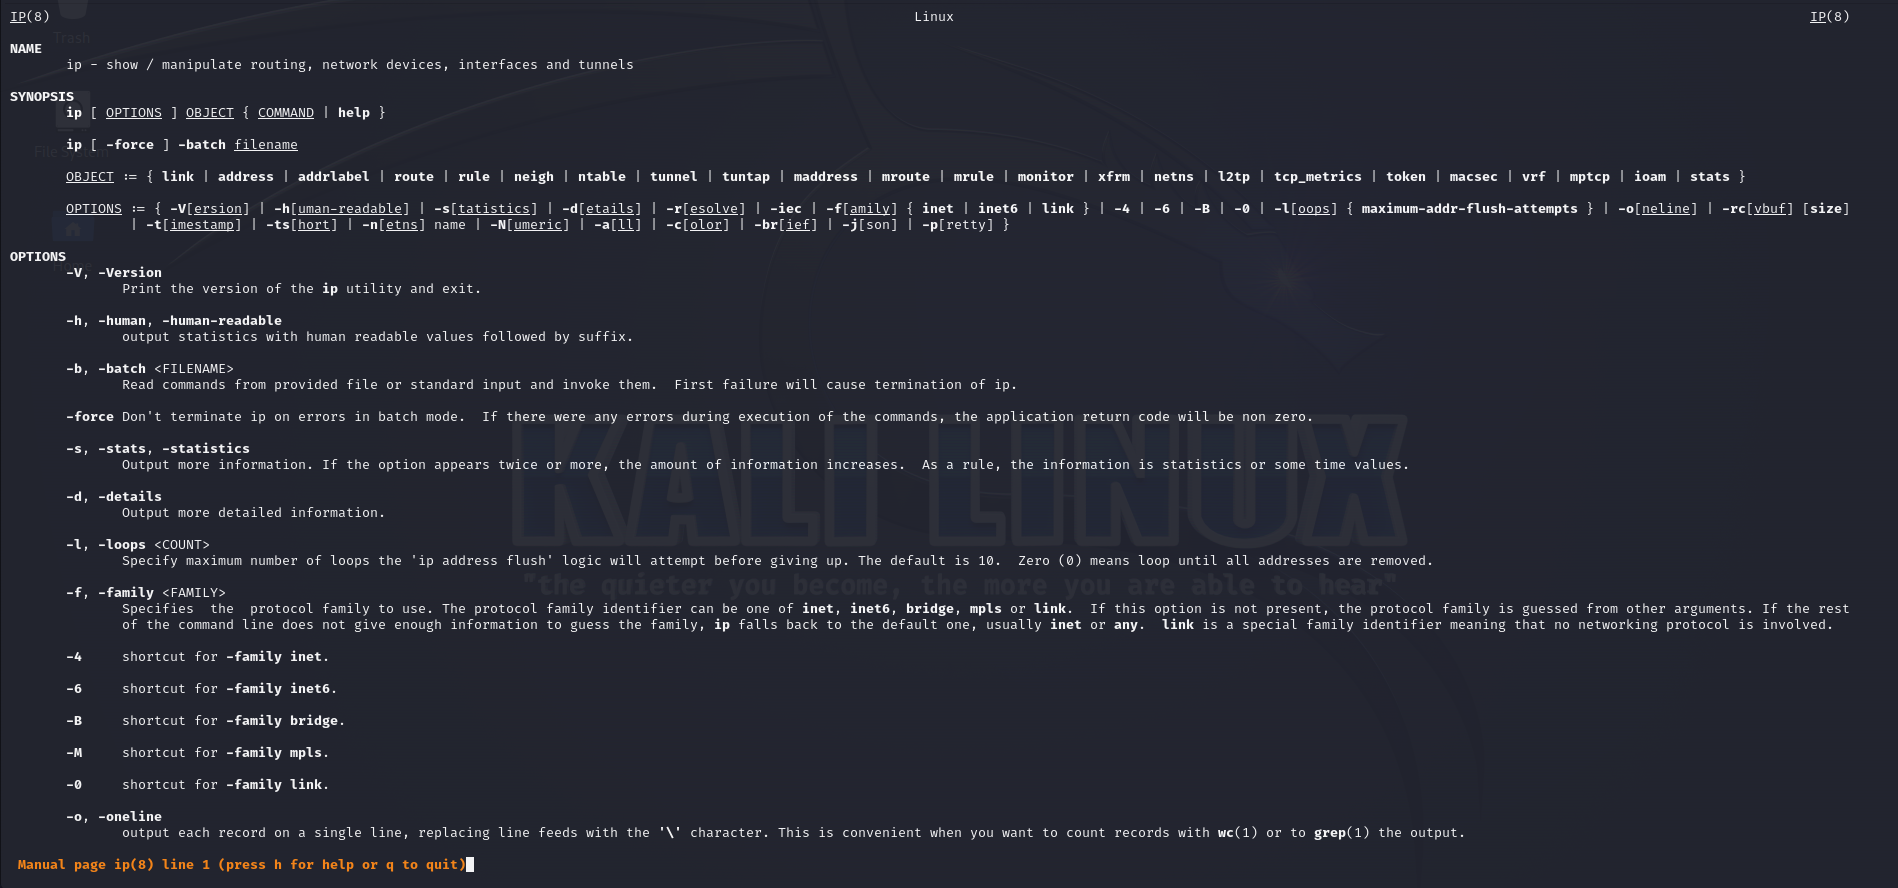 IP(8) Linux IP(8)
Trash
NAME
ip - show / manipulate routing, network devices, interfaces and tunnels
SYNOPSIS
ip [ OPTIONS ] OBJECT { COMMAND | help }
ip [ -force ] -batch filename
File System
OBJECT := { link | address | addrlabel | route | rule | neigh | ntable | tunnel | tuntap | maddress | mroute | mrule | monitor | xfrm | netns | l2tp | tcp_metrics | token | macsec | vrf | mptcp | ioam | stats }
OPTIONS := { -V[ersion] | -h[uman-readable] | -s[tatistics] | -d[etails] | -r[esolve] | -iec | -f[amily] { inet | inet6 | link } | -4 | -6 | -B | -0 | -l[oops] { maximum-addr-flush-attempts } | -o[neline] | -rc[vbuf] [size]
| -t[imestamp] | -ts[hort] | -n[etns] name | -N[umeric] | -a[ll] | -c[olor] | -br[ief] | -j[son] | -p[retty] }
OPTIONS
Home
-V, -Version
Print the version of the ip utility and exit.
-h, -human, -human-readable
output statistics with human readable values followed by suffix.
-b, -batch <FILENAME>
Read commands from provided file or standard input and invoke them.  First failure will cause termination of ip.
-force Don't terminate ip on errors in batch mode.  If there were any errors during execution of the commands, the application return code will be non zero.
-s, -stats, -statistics
Output more information. If the option appears twice or more, the amount of information increases.  As a rule, the information is statistics or some time values.
KALI LINUX
-d, -details
Output more detailed information.
-l, -loops <COUNT>
Specify maximum number of loops the 'ip address flush' logic will attempt before giving up. The default is 10.  Zero (0) means loop until all addresses are removed.
"the quieter you become, the more you are able to hear"
-f, -family <FAMILY>
Specifies  the  protocol family to use. The protocol family identifier can be one of inet, inet6, bridge, mpls or link.  If this option is not present, the protocol family is guessed from other arguments. If the rest
of the command line does not give enough information to guess the family, ip falls back to the default one, usually inet or any.  link is a special family identifier meaning that no networking protocol is involved.
-4     shortcut for -family inet.
-6     shortcut for -family inet6.
-B     shortcut for -family bridge.
-M     shortcut for -family mpls.
-0     shortcut for -family link.
-o, -oneline
output each record on a single line, replacing line feeds with the '\' character. This is convenient when you want to count records with wc(1) or to grep(1) the output.
Manual page ip(8) line 1 (press h for help or q to quit)